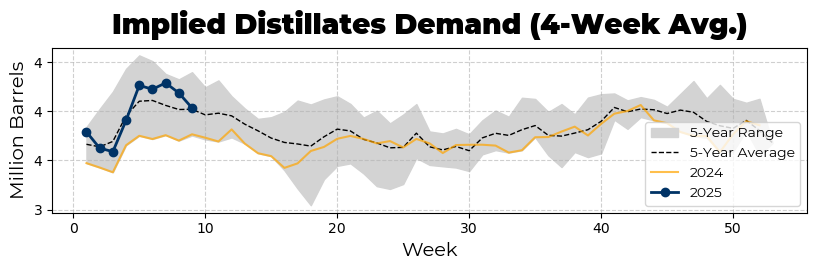 Implied Distillates Demand (4-Week Avg.)
Million Barrels
4
4
4
3
0
10
20
30
40
50
Week
5-Year Range
5-Year Average
2024
2025